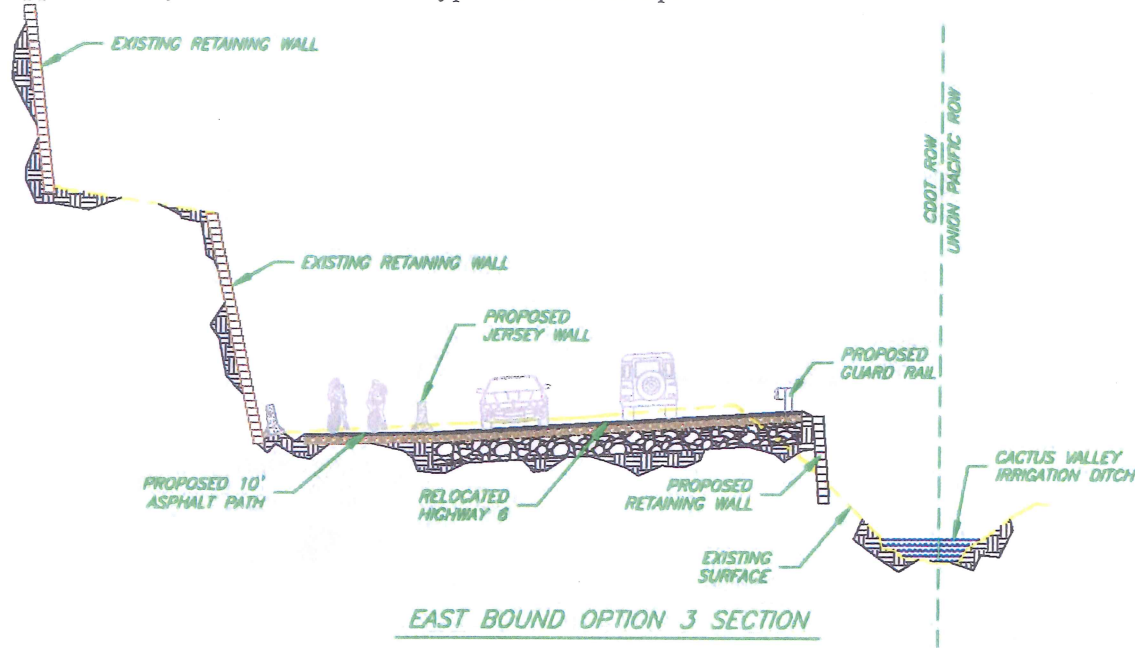 EXISTING RETAINING WALL
CDOT ROW
UNION PACIFIC ROW
EXISTING RETAINING WALL
PROPOSED
JERSEY WALL
PROPOSED
GUARD RAIL
PROPOSED 10'
ASPHALT PATH
RELOCATED
HIGHWAY 6
PROPOSED
RETAINING WALL
CACTUS VALLEY
IRRIGATION DITCH
EXISTING
SURFACE
EAST BOUND OPTION 3 SECTION